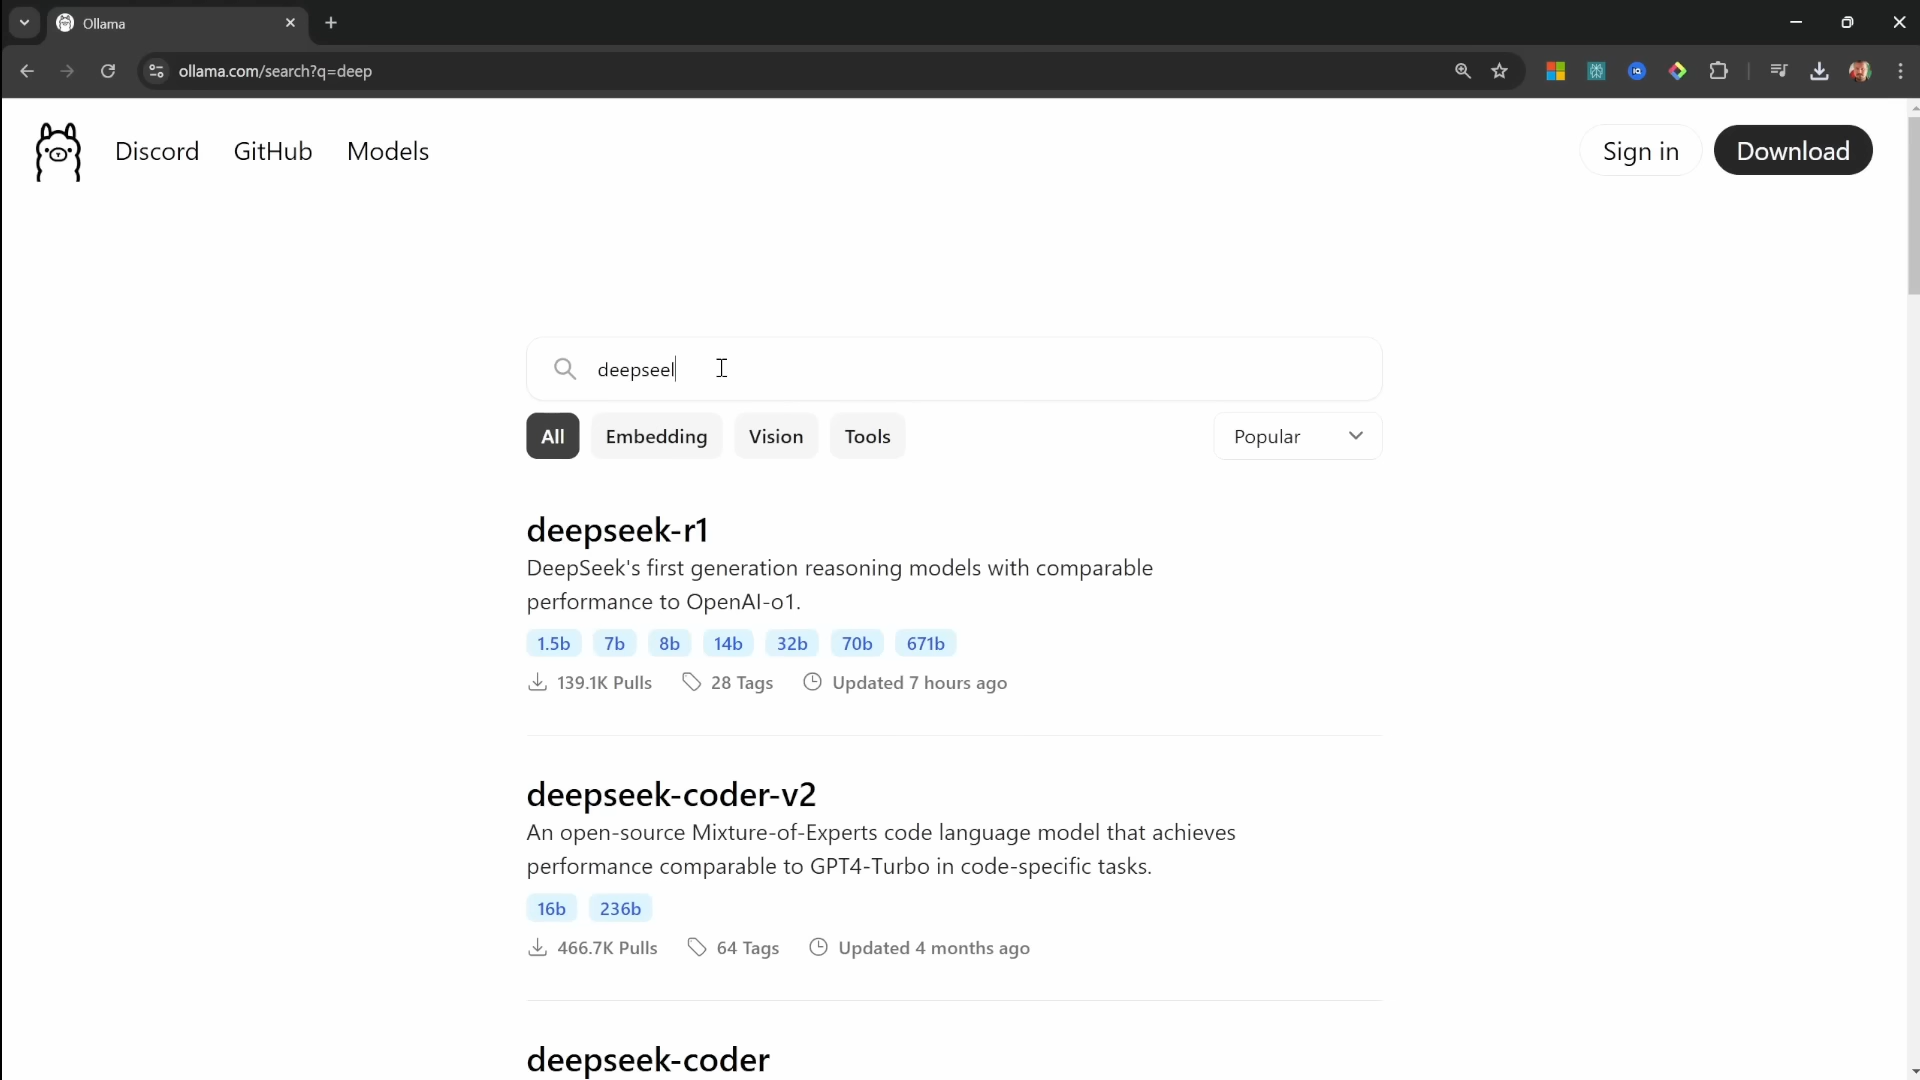 Ollama
ollama.com/search?q=deep
Discord GitHub Models Sign in Download
deepseel
All Embedding Vision Tools Popular
deepseek-r1
DeepSeek's first generation reasoning models with comparable
performance to OpenAI-o1.
1.5b 7b 8b 14b 32b 70b 671b
139.1K Pulls 28 Tags Updated 7 hours ago
deepseek-coder-v2
An open-source Mixture-of-Experts code language model that achieves
performance comparable to GPT4-Turbo in code-specific tasks.
16b 236b
466.7K Pulls 64 Tags Updated 4 months ago
deepseek-coder